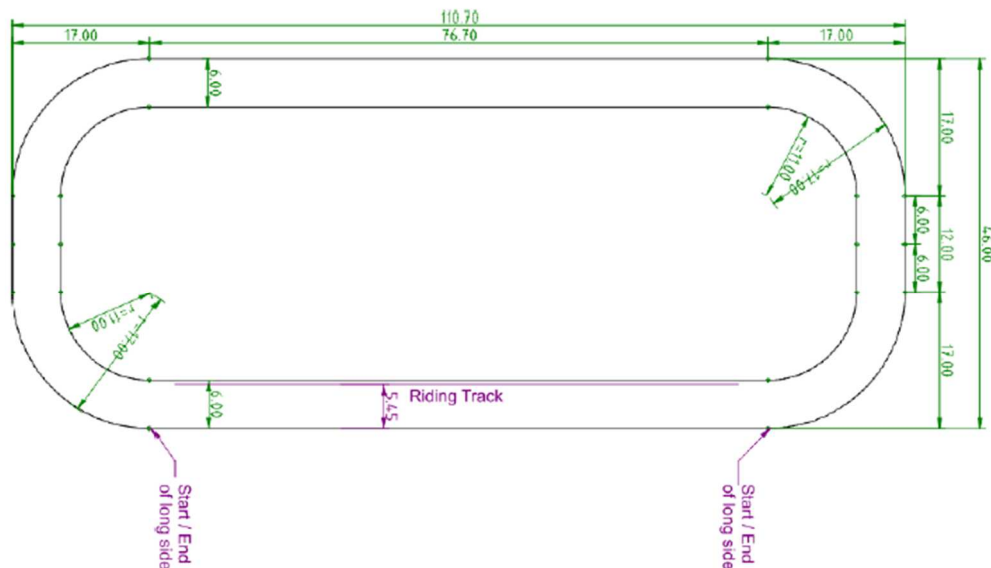 110.70
17.00
76.70
17.00
6.00
17.00
r=11.00
r=17.00
6.00
12.00
46.00
6.00
r=11.00
r=17.00
17.00
6.00
5.45
Riding Track
Start / End
of long side
Start / End
of long side